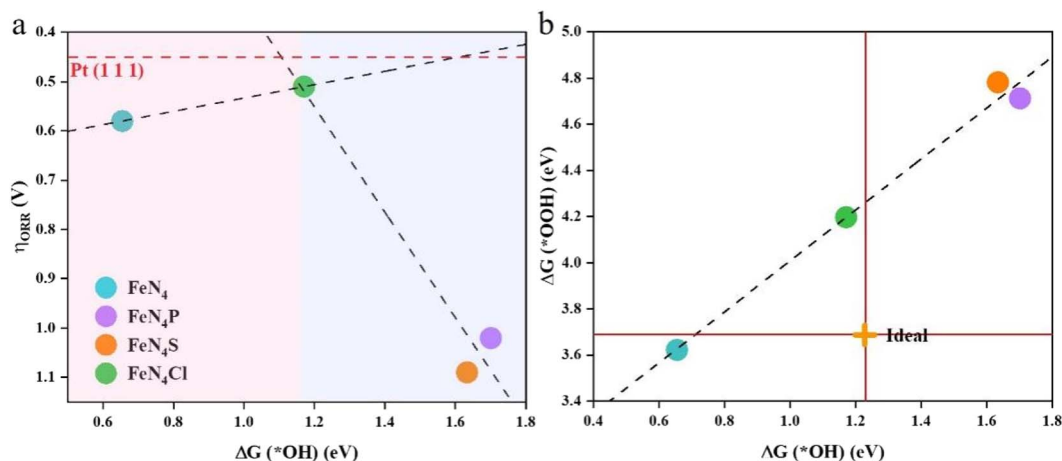 a
0.4
0.5
0.6
0.7
0.8
0.9
1.0
1.1
η_ORR (V)
Pt (1 1 1)
FeN₄
FeN₄P
FeN₄S
FeN₄Cl
0.6 0.8 1.0 1.2 1.4 1.6 1.8
ΔG (*OH) (eV)
b
5.0
4.8
4.6
4.4
4.2
4.0
3.8
3.6
3.4
ΔG (*OOH) (eV)
Ideal
0.4 0.6 0.8 1.0 1.2 1.4 1.6 1.8
ΛG (*OH) (eV)